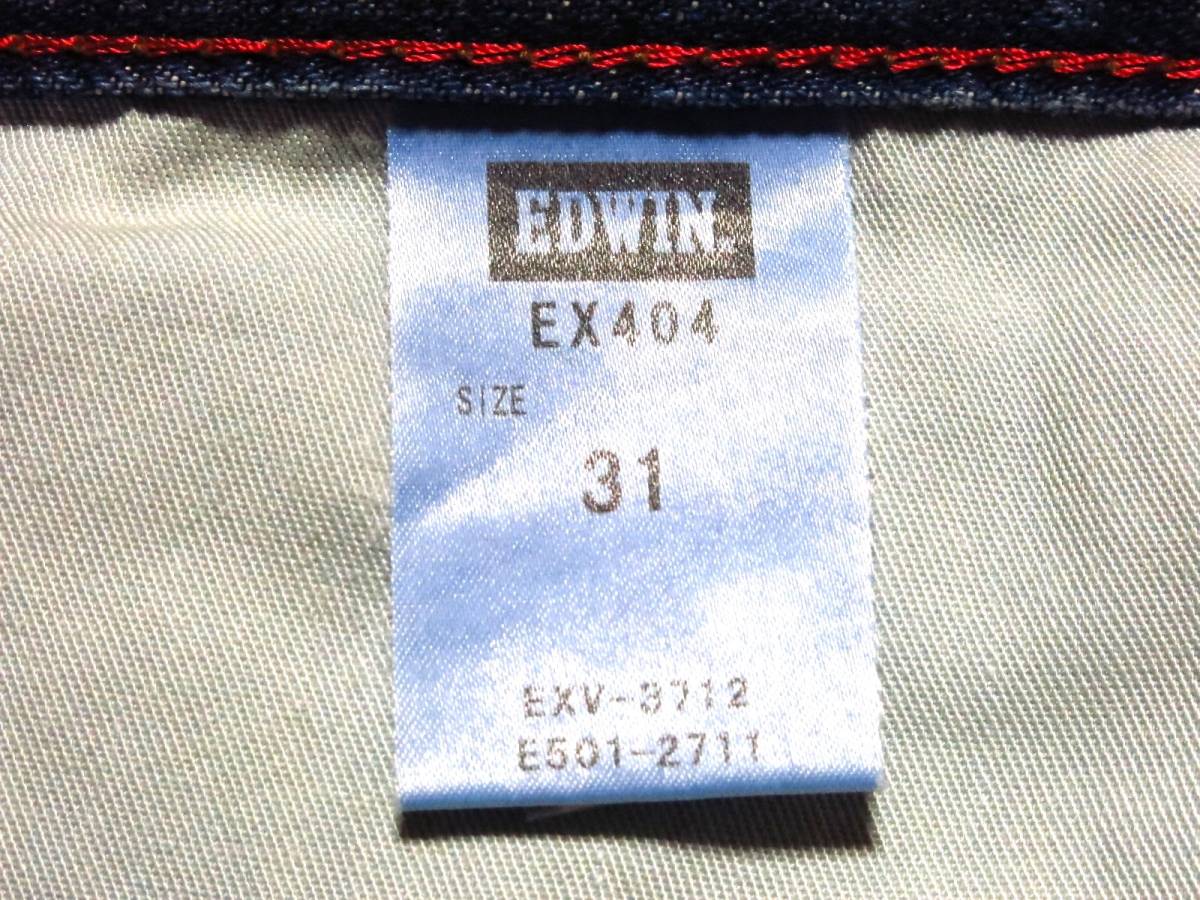 EDWIN.
EX404
SIZE
31
EXV-3712
E501-2711